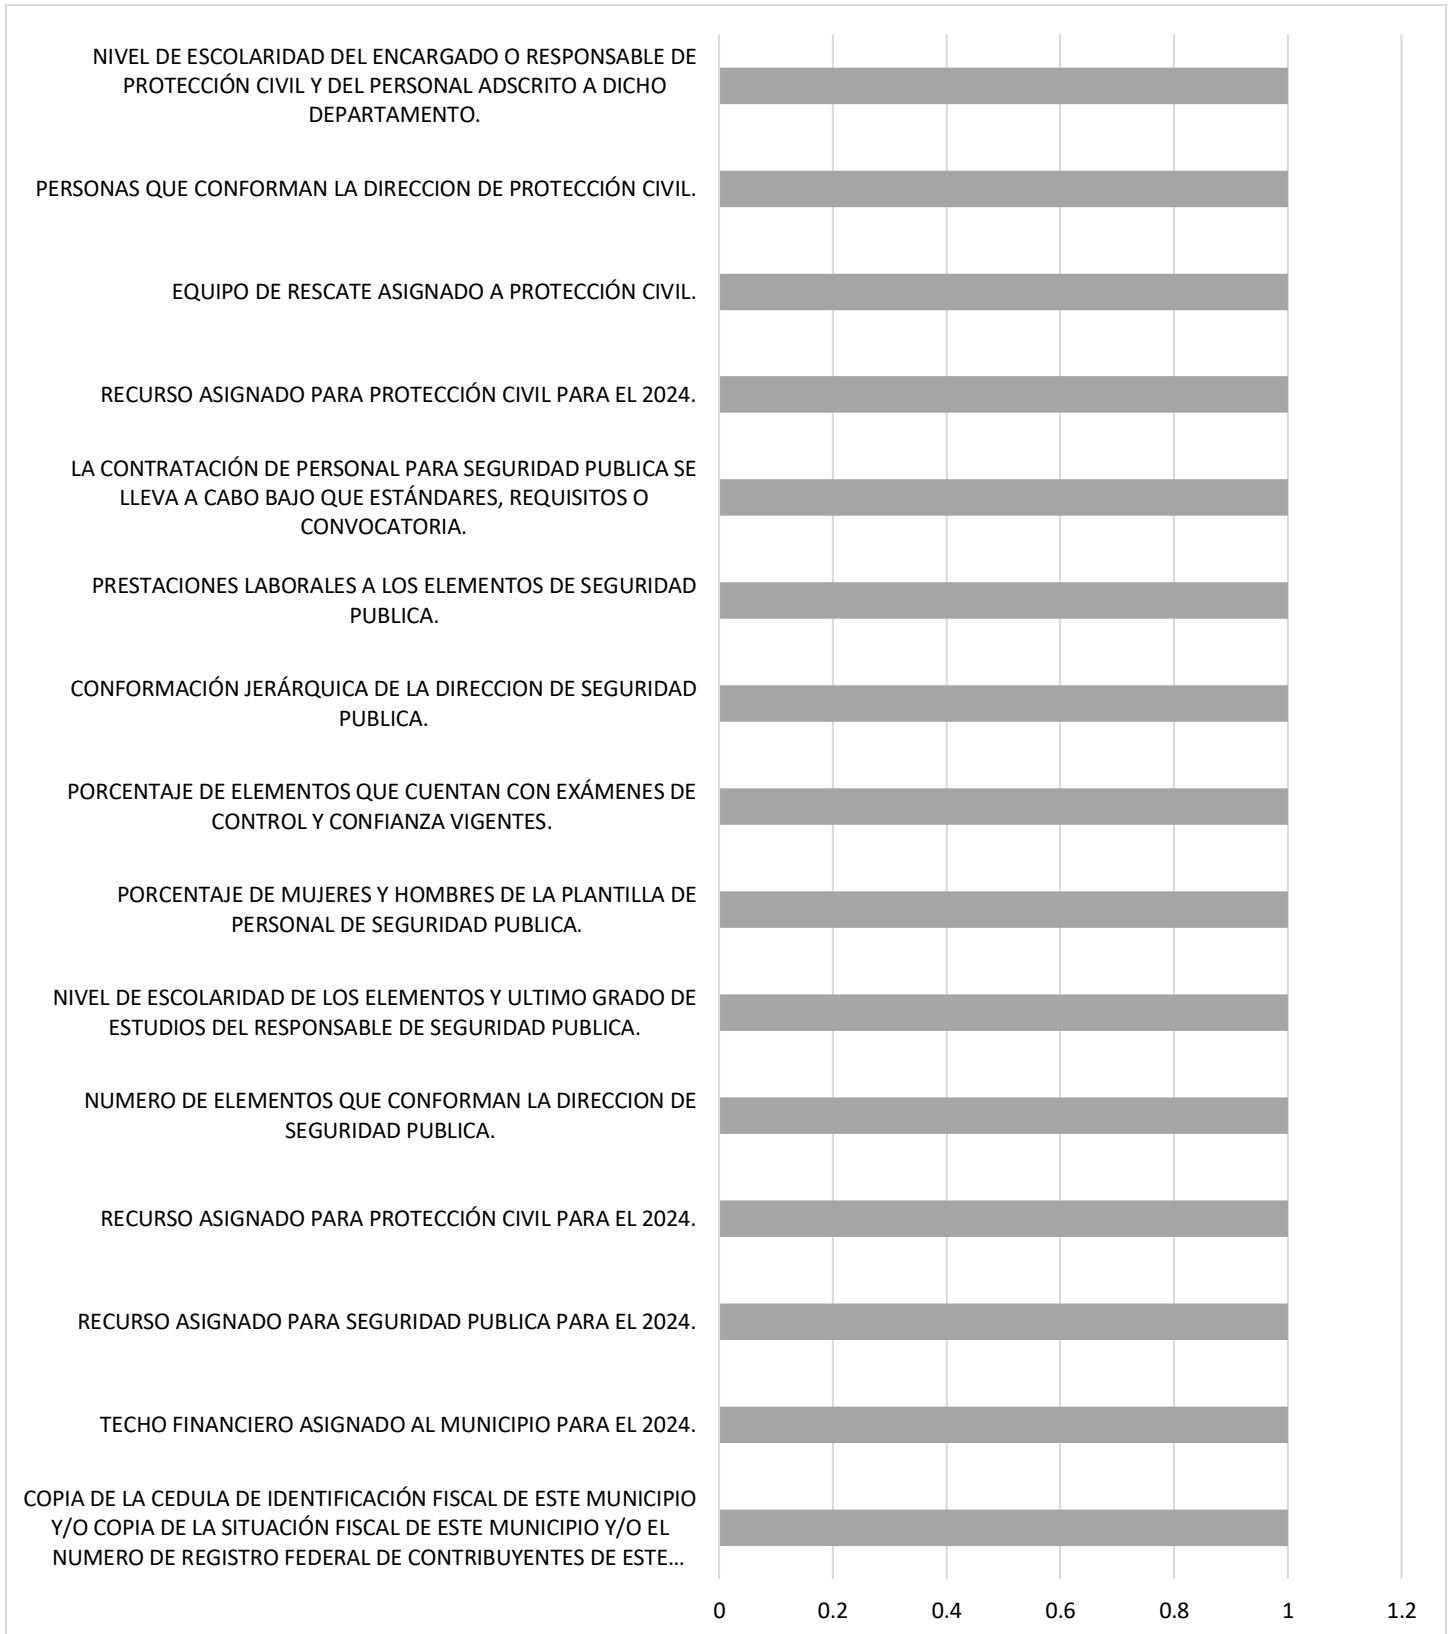 NIVEL DE ESCOLARIDAD DEL ENCARGADO O RESPONSABLE DE
PROTECCIÓN CIVIL Y DEL PERSONAL ADSCRITO A DICHO
DEPARTAMENTO.
PERSONAS QUE CONFORMAN LA DIRECCION DE PROTECCIÓN CIVIL.
EQUIPO DE RESCATE ASIGNADO A PROTECCIÓN CIVIL.
RECURSO ASIGNADO PARA PROTECCIÓN CIVIL PARA EL 2024.
LA CONTRATACIÓN DE PERSONAL PARA SEGURIDAD PUBLICA SE
LLEVA A CABO BAJO QUE ESTÁNDARES, REQUISITOS O
CONVOCATORIA.
PRESTACIONES LABORALES A LOS ELEMENTOS DE SEGURIDAD
PUBLICA.
CONFORMACIÓN JERÁRQUICA DE LA DIRECCION DE SEGURIDAD
PUBLICA.
PORCENTAJE DE ELEMENTOS QUE CUENTAN CON EXÁMENES DE
CONTROL Y CONFIANZA VIGENTES.
PORCENTAJE DE MUJERES Y HOMBRES DE LA PLANTILLA DE
PERSONAL DE SEGURIDAD PUBLICA.
NIVEL DE ESCOLARIDAD DE LOS ELEMENTOS Y ULTIMO GRADO DE
ESTUDIOS DEL RESPONSABLE DE SEGURIDAD PUBLICA.
NUMERO DE ELEMENTOS QUE CONFORMAN LA DIRECCION DE
SEGURIDAD PUBLICA.
RECURSO ASIGNADO PARA PROTECCIÓN CIVIL PARA EL 2024.
RECURSO ASIGNADO PARA SEGURIDAD PUBLICA PARA EL 2024.
TECHO FINANCIERO ASIGNADO AL MUNICIPIO PARA EL 2024.
COPIA DE LA CEDULA DE IDENTIFICACIÓN FISCAL DE ESTE MUNICIPIO
Y/O COPIA DE LA SITUACIÓN FISCAL DE ESTE MUNICIPIO Y/O EL
NUMERO DE REGISTRO FEDERAL DE CONTRIBUYENTES DE ESTE...
0 0.2 0.4 0.6 0.8 1 1.2